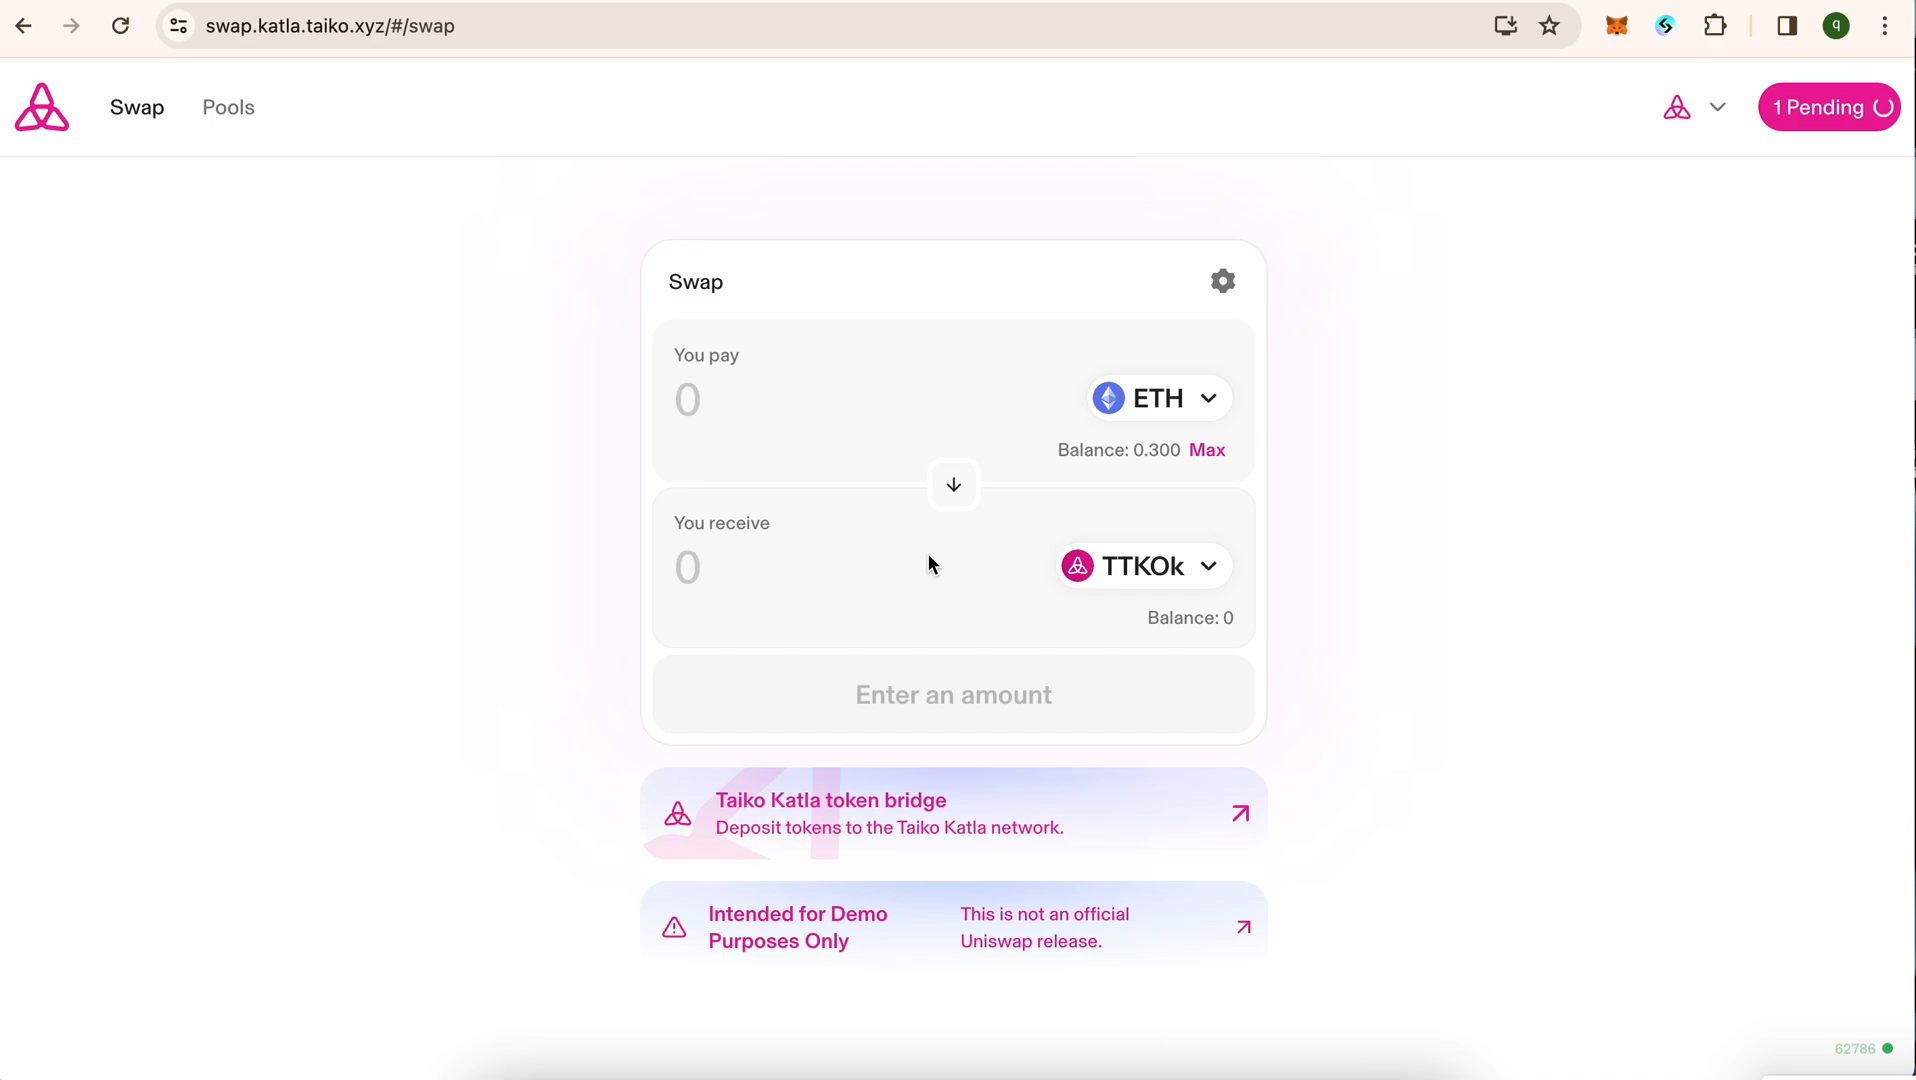 swap.katla.taiko.xyz/#/swap
q
Swap
Pools
1 Pending
Swap
You pay
0
ETH
Balance: 0.300 Max
You receive
0
TTKOk
Balance: 0
Enter an amount
Taiko Katla token bridge
Deposit tokens to the Taiko Katla network.
Intended for Demo
Purposes Only
This is not an official
Uniswap release.
62786